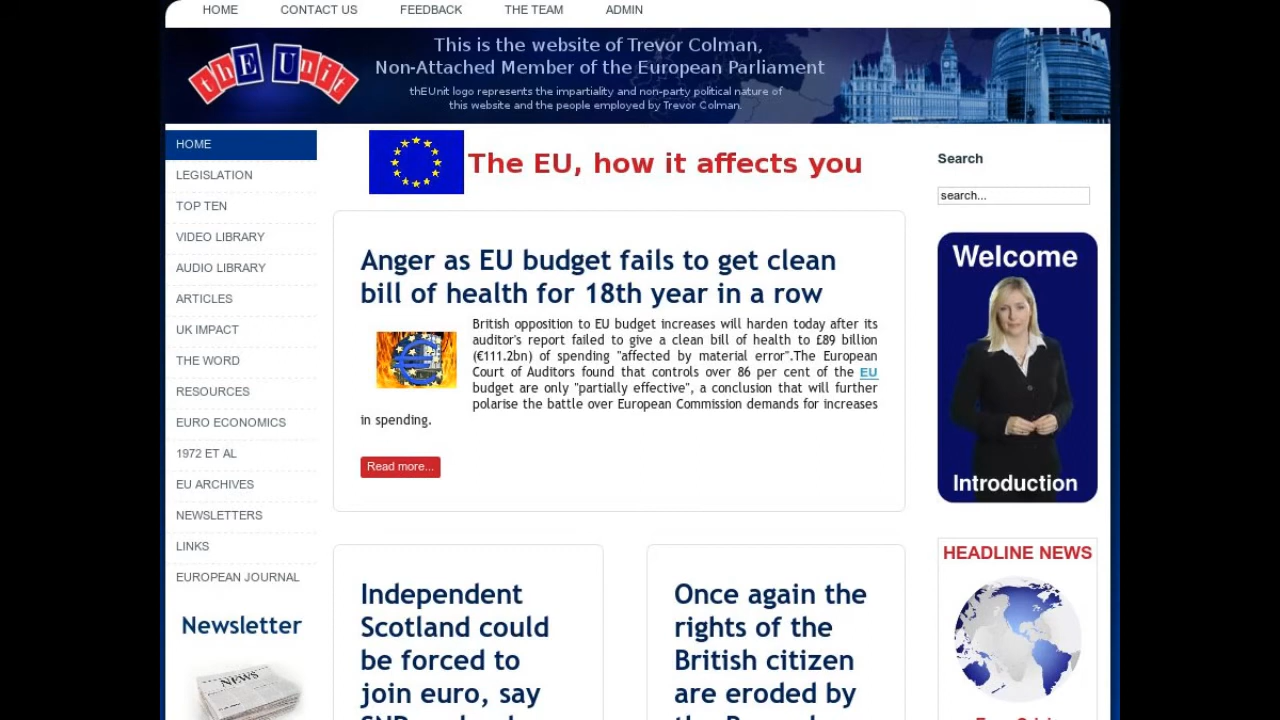 HOME CONTACT US FEEDBACK THE TEAM ADMIN
thEUnit
This is the website of Trevor Colman,
Non-Attached Member of the European Parliament
thEUnit logo represents the impartiality and non-party political nature of
this website and the people employed by Trevor Colman.
HOME
LEGISLATION
TOP TEN
VIDEO LIBRARY
AUDIO LIBRARY
ARTICLES
UK IMPACT
THE WORD
RESOURCES
EURO ECONOMICS
1972 ET AL
EU ARCHIVES
NEWSLETTERS
LINKS
EUROPEAN JOURNAL
Newsletter
NEWS
The EU, how it affects you
Anger as EU budget fails to get clean
bill of health for 18th year in a row
British opposition to EU budget increases will harden today after its
auditor's report failed to give a clean bill of health to £89 billion
(€111.2bn) of spending "affected by material error".The European
Court of Auditors found that controls over 86 per cent of the EU
budget are only "partially effective", a conclusion that will further
polarise the battle over European Commission demands for increases
in spending.
Read more...
Independent
Scotland could
be forced to
join euro, say
Once again the
rights of the
British citizen
are eroded by
Search
search...
Welcome
Introduction
HEADLINE NEWS